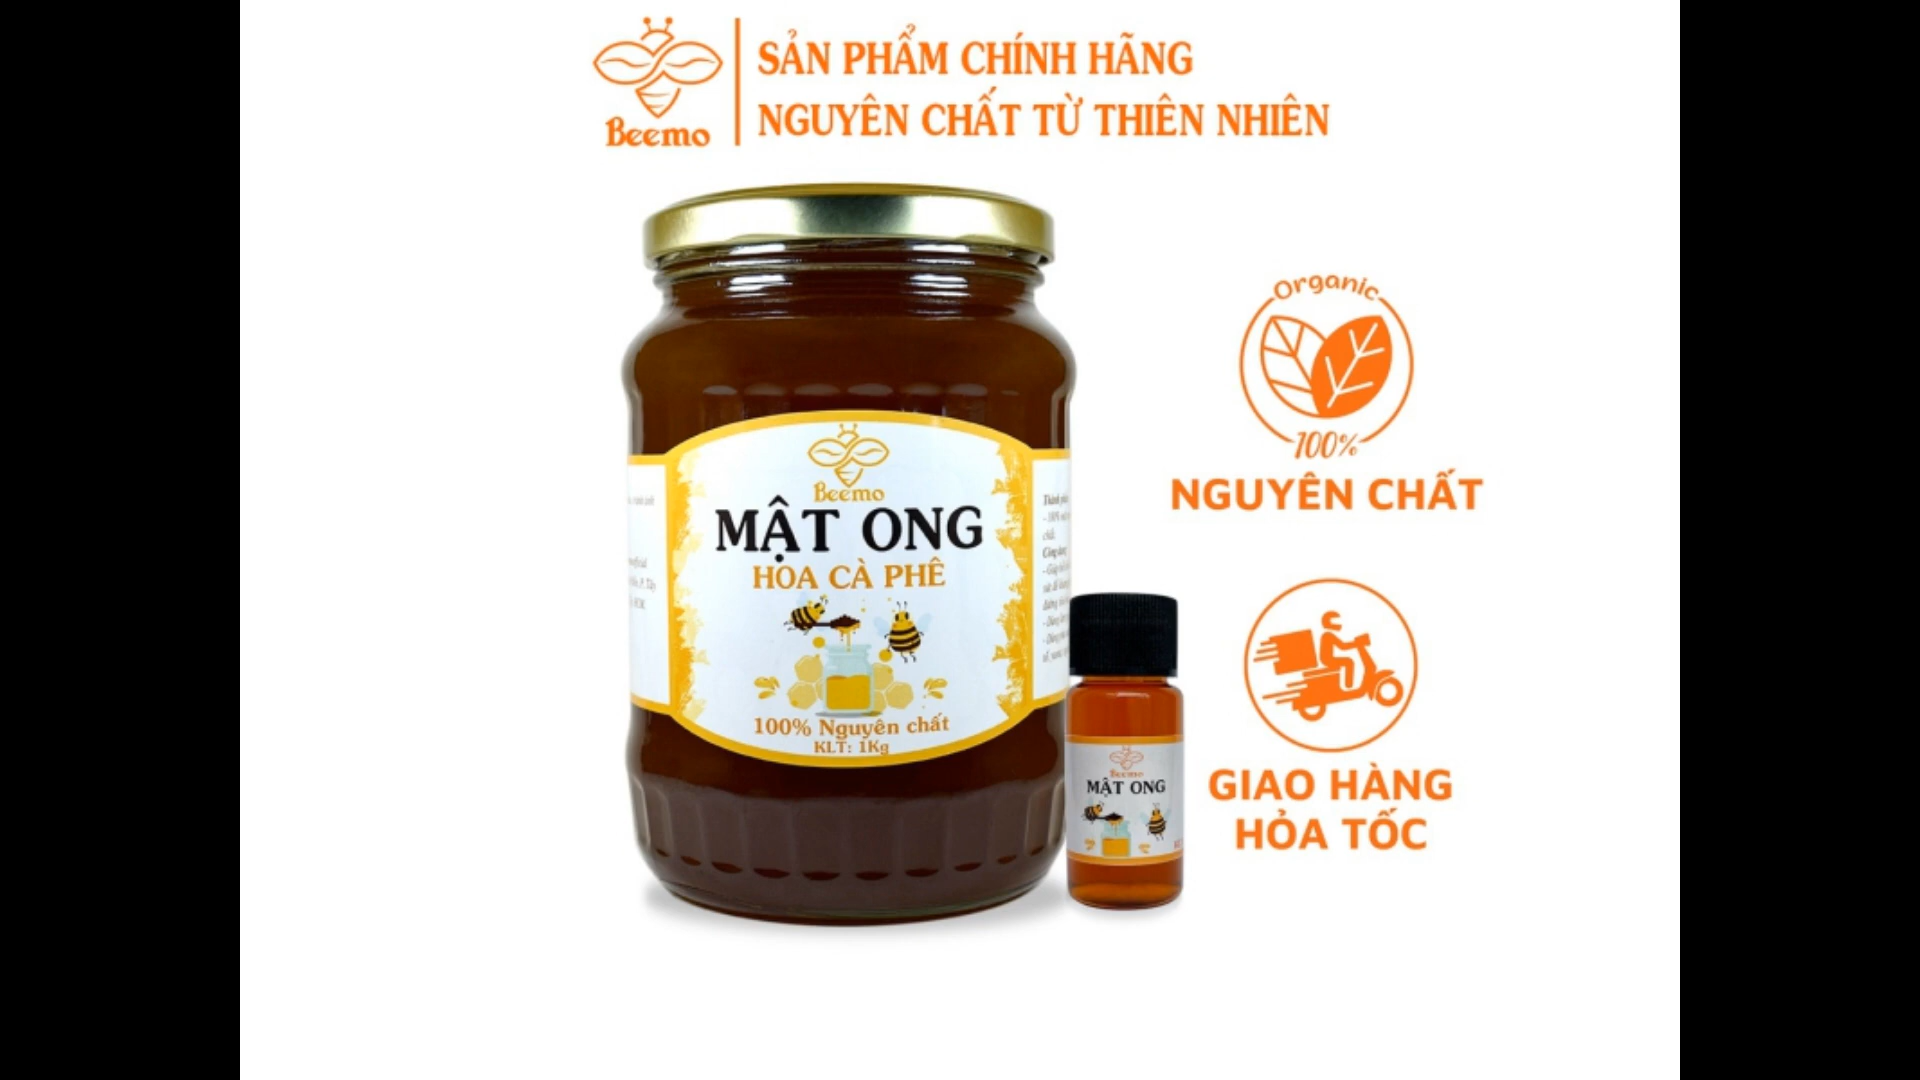 Beemo
SẢN PHẨM CHÍNH HÃNG
NGUYÊN CHẤT TỪ THIÊN NHIÊN
Organic
100%
NGUYÊN CHẤT
Beemo
MẬT ONG
HOA CÀ PHÊ
100% Nguyên chất
KLT: 1Kg
Beemo
MẬT ONG
GIAO HÀNG
HỎA TỐC